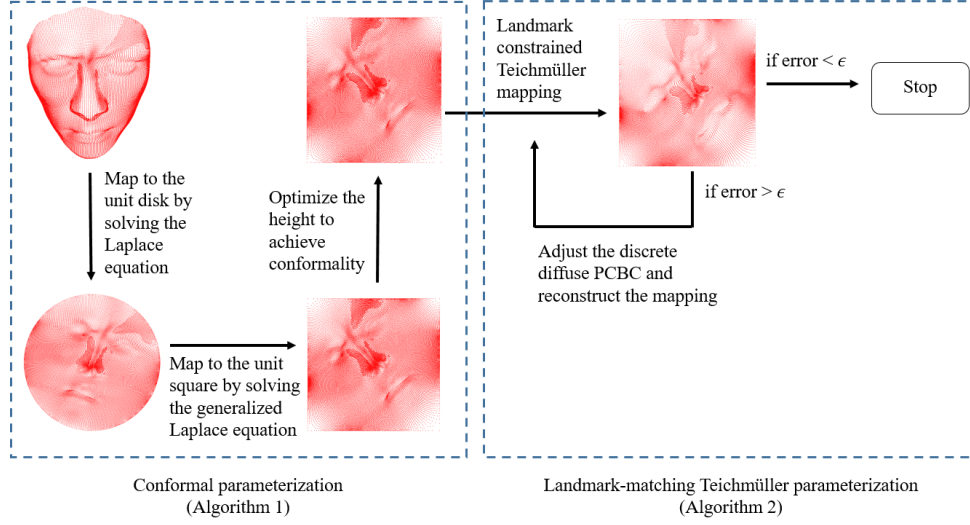 Map to the
unit disk by
solving the
Laplace
equation
Map to the unit
square by solving
the generalized
Laplace equation
Optimize the
height to
achieve
conformality
Landmark
constrained
Teichmüller
mapping
if error < ϵ
Stop
if error > ϵ
Adjust the discrete
diffuse PCBC and
reconstruct the mapping
Conformal parameterization
(Algorithm 1)
Landmark-matching Teichmüller parameterization
(Algorithm 2)